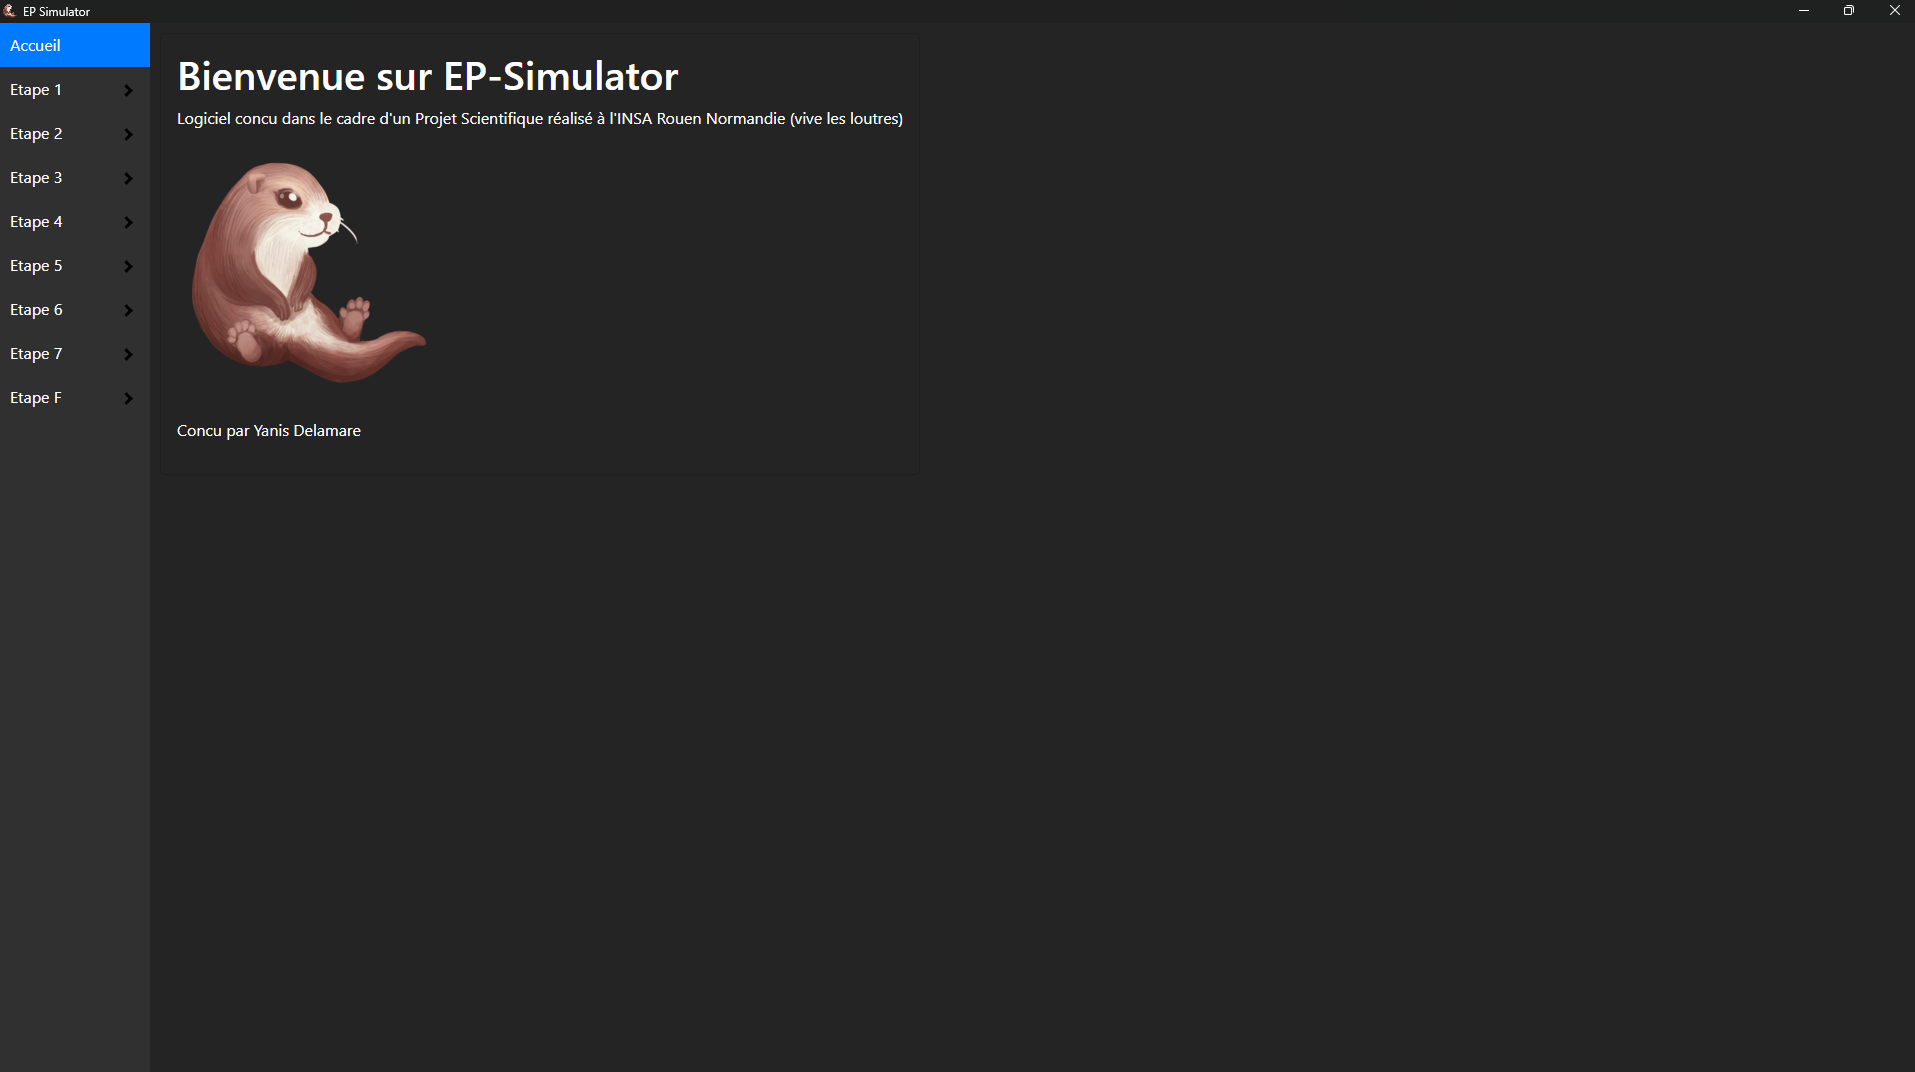 EP Simulator
Accueil
Etape 1
Etape 2
Etape 3
Etape 4
Etape 5
Etape 6
Etape 7
Etape F
Bienvenue sur EP-Simulator
Logiciel concu dans le cadre d'un Projet Scientifique réalisé à l'INSA Rouen Normandie (vive les loutres)
Concu par Yanis Delamare